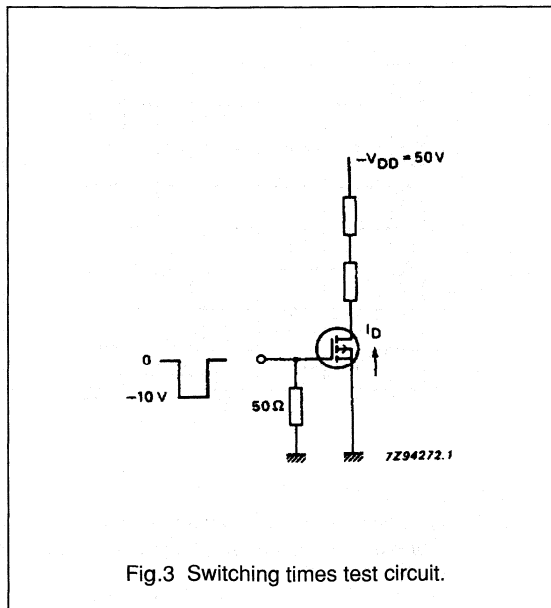 –VDD = 50 V
ID
0
–10 V
50 Ω
7Z94272.1
Fig.3 Switching times test circuit.